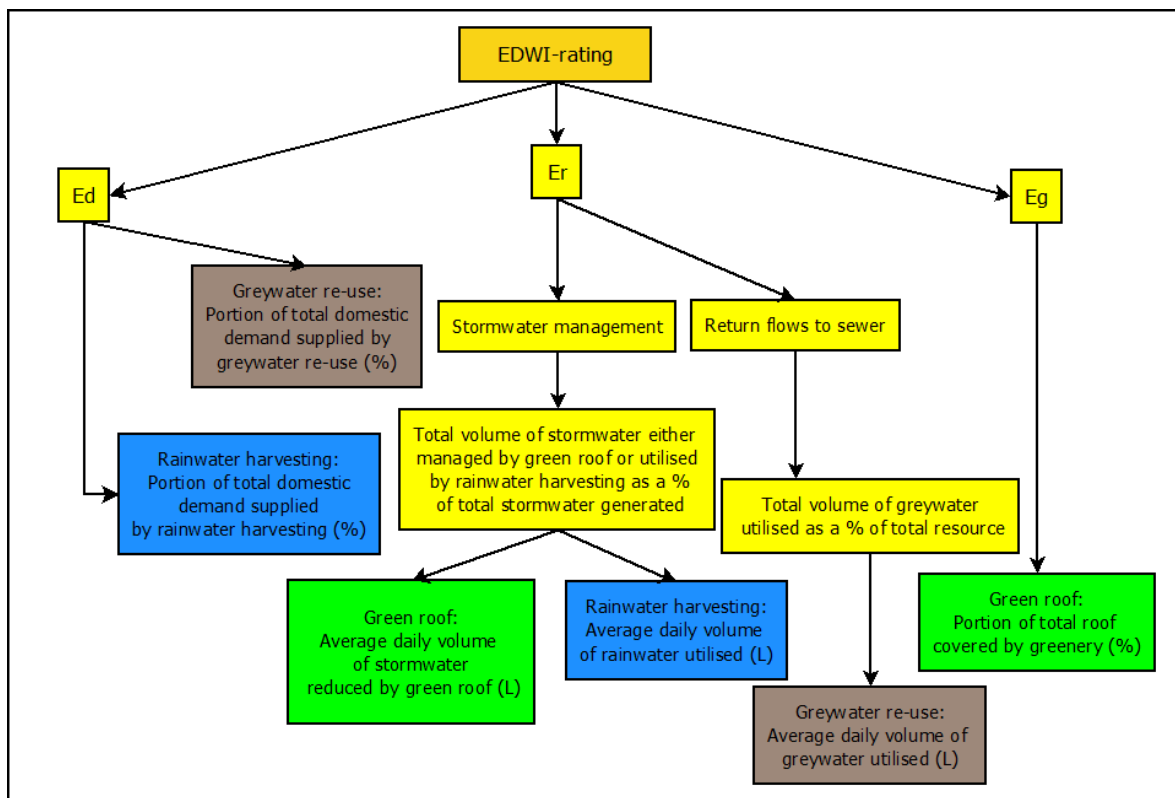 EDWI-rating
Ed
Er
Eg
Greywater re-use:
Portion of total domestic
demand supplied by
greywater re-use (%)
Stormwater management
Return flows to sewer
Rainwater harvesting:
Portion of total domestic
demand supplied
by rainwater harvesting (%)
Total volume of stormwater either
managed by green roof or utilised
by rainwater harvesting as a %
of total stormwater generated
Total volume of greywater
utilised as a % of total resource
Green roof:
Average daily volume
of stormwater
reduced by green roof (L)
Rainwater harvesting:
Average daily volume
of rainwater utilised (L)
Green roof:
Portion of total roof
covered by greenery (%)
Greywater re-use:
Average daily volume of
greywater utilised (L)